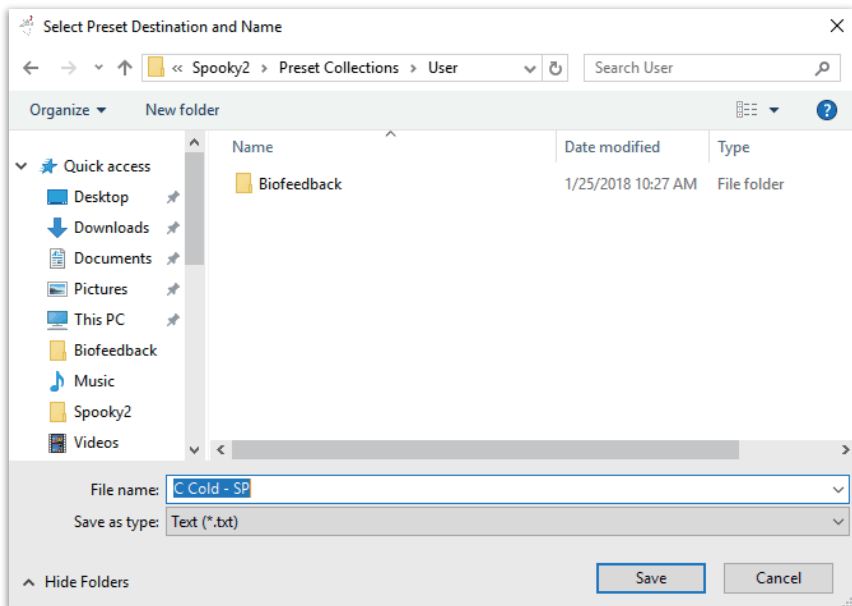 Select Preset Destination and Name
« Spooky2 › Preset Collections › User
Search User
Organize
New folder
Name
Date modified
Type
Quick access
Desktop
Downloads
Documents
Pictures
This PC
Biofeedback
Music
Spooky2
Videos
Biofeedback 1/25/2018 10:27 AM File folder
File name: C Cold - SP
Save as type: Text (*.txt)
Hide Folders
Save
Cancel